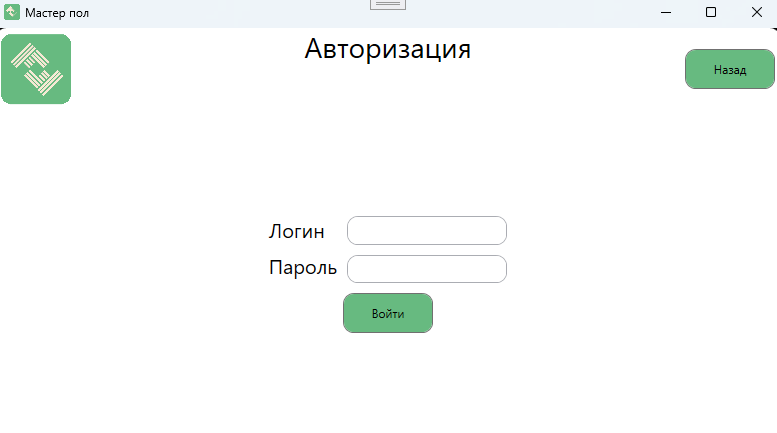 Мастер пол
Авторизация
Назад
Логин
Пароль
Войти